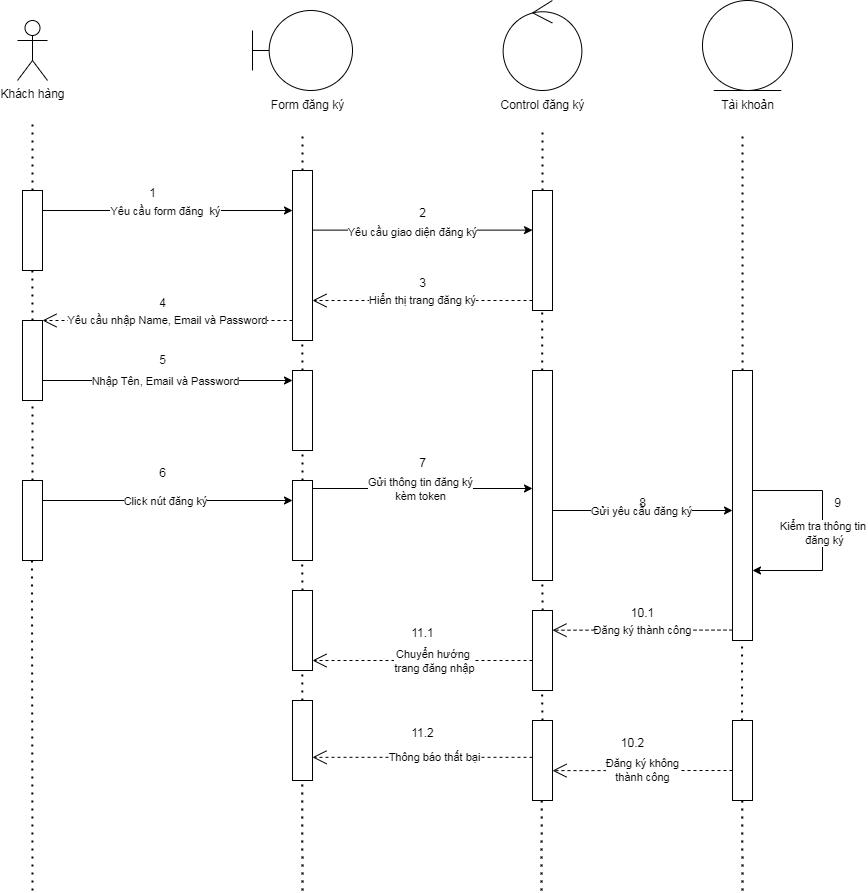 Khách hàng
Form đăng ký
Control đăng ký
Tài khoản
1
Yêu cầu form đăng ký
2
Yêu cầu giao diện đăng ký
3
Hiển thị trang đăng ký
4
Yêu cầu nhập Name, Email và Password
5
Nhập Tên, Email và Password
6
Click nút đăng ký
7
Gửi thông tin đăng ký
kèm token
8
Gửi yêu cầu đăng ký
9
Kiểm tra thông tin
đăng ký
10.1
Đăng ký thành công
11.1
Chuyển hướng
trang đăng nhập
11.2
Thông báo thất bại
10.2
Đăng ký không
thành công